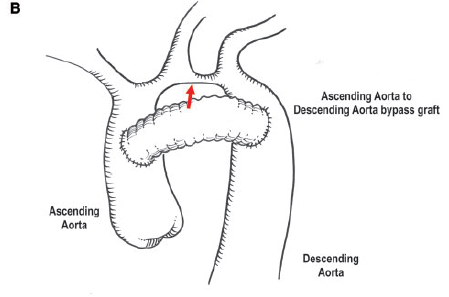 B
Ascending Aorta to
Descending Aorta bypass graft
Ascending
Aorta
Descending
Aorta